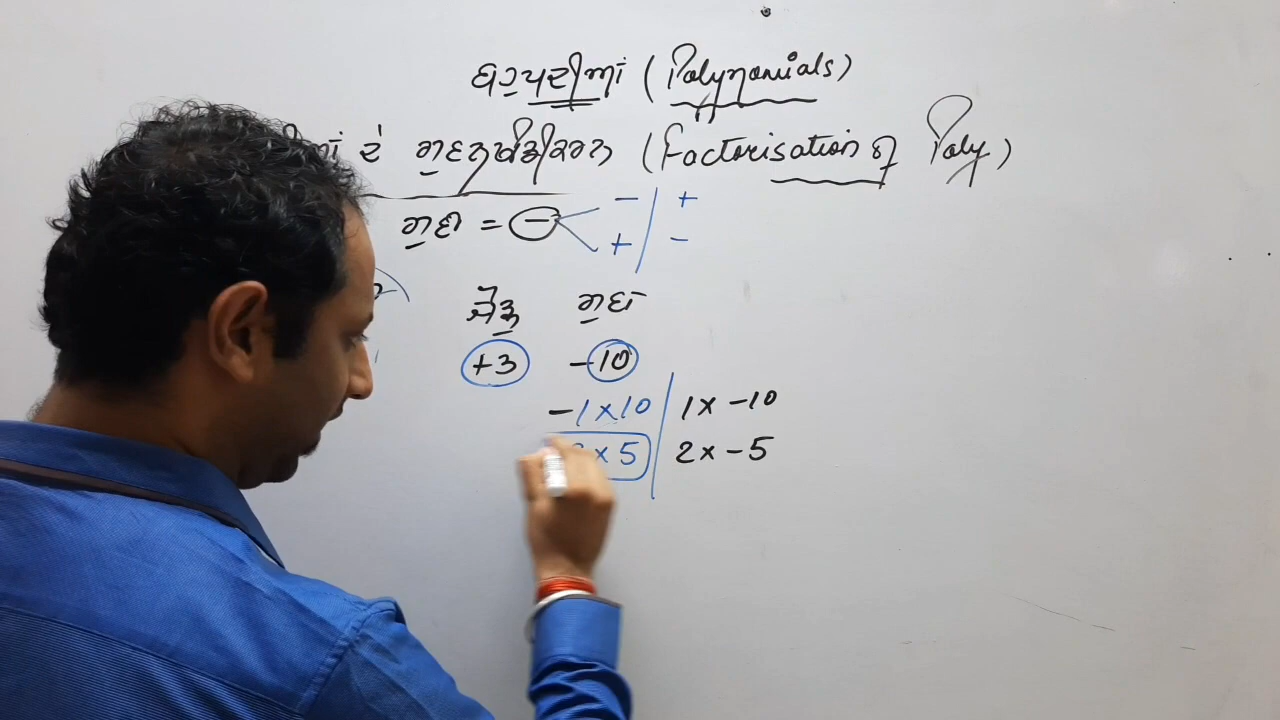 ਬਹੁਪਦੀਆਂ (Polynomials)
ਦੇ ਗੁਣਨਖੰਡੀਕਰਨ (Factorisation of Poly)
ਗੁਣਾ = - - / +
+ / -
ਜੋੜ ਗੁਣਾ
+3 -10
-1 × 10 / 1 × -10
× 5 / 2 × -5